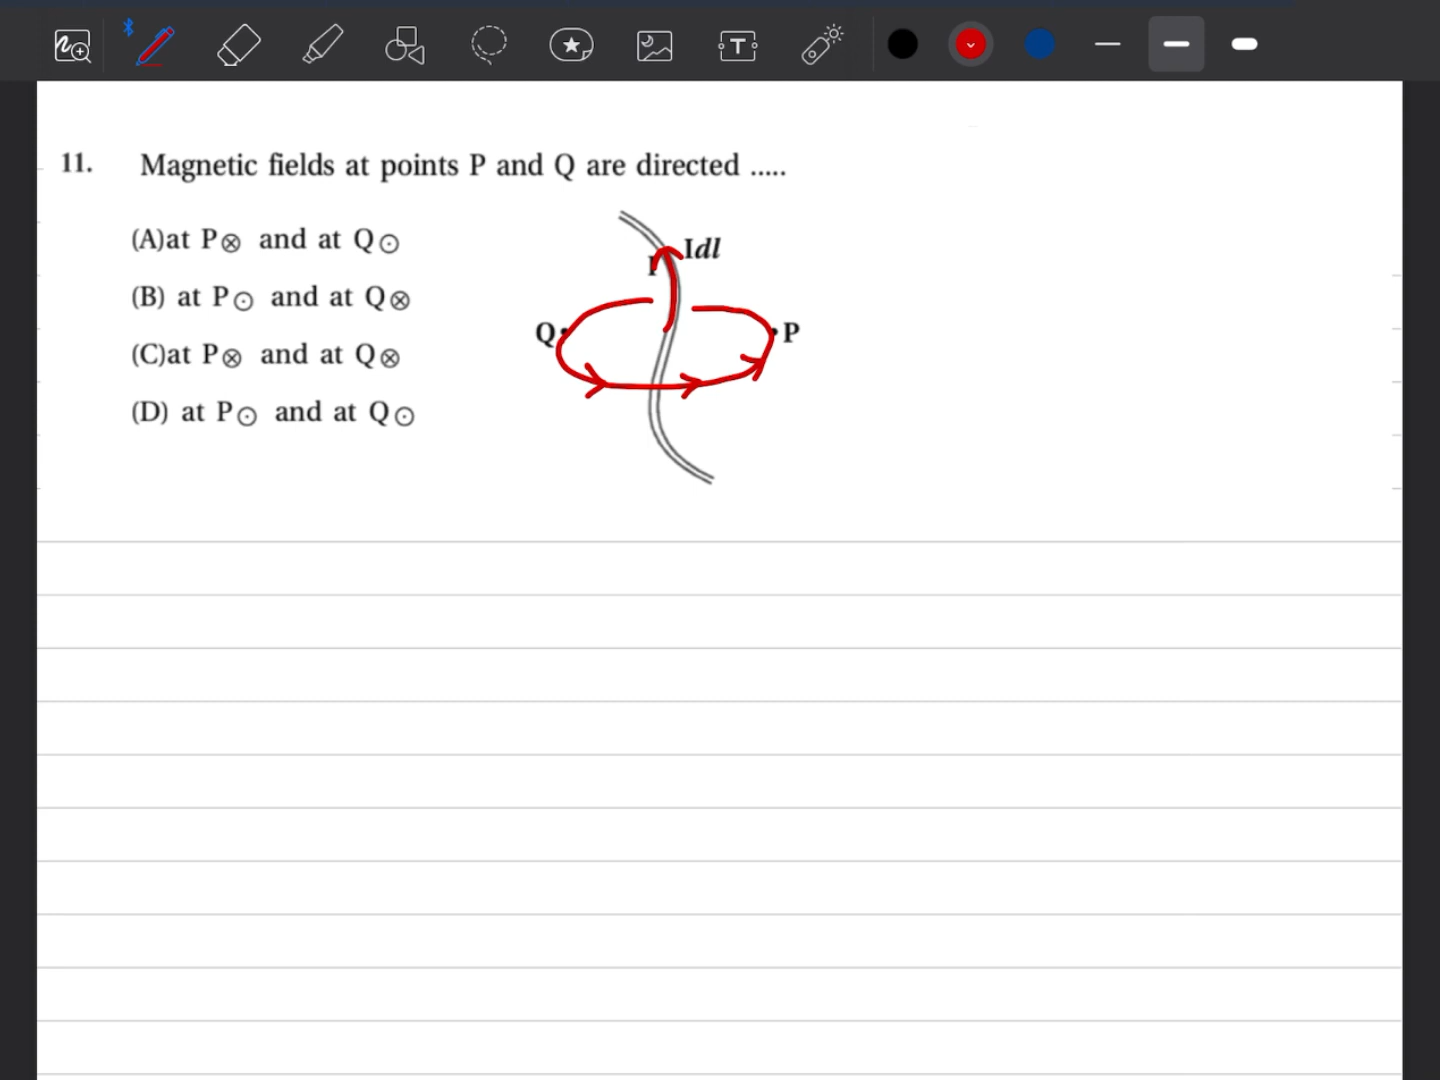 11. Magnetic fields at points P and Q are directed .....
(A)at P⊗ and at Q⊙
(B) at P⊙ and at Q⊗
(C)at P⊗ and at Q⊗
(D) at P⊙ and at Q⊙
Idl
Q
P
T